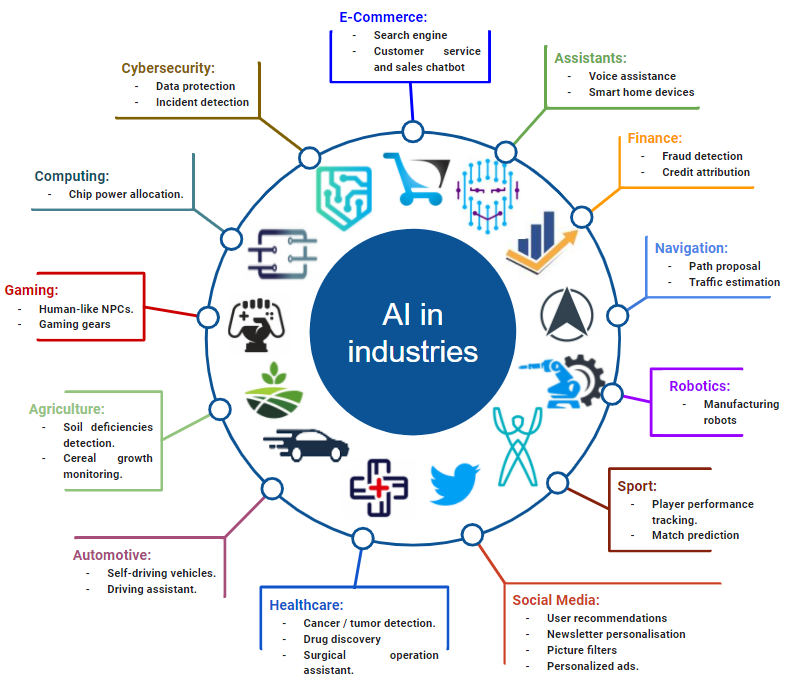 E-Commerce:
- Search engine
- Customer service
and sales chatbot
Assistants:
- Voice assistance
- Smart home devices
Finance:
- Fraud detection
- Credit attribution
Navigation:
- Path proposal
- Traffic estimation
Robotics:
- Manufacturing
robots
Sport:
- Player performance
tracking.
- Match prediction
Social Media:
- User recommendations
- Newsletter personalisation
- Picture filters
- Personalized ads.
Healthcare:
- Cancer / tumor detection.
- Drug discovery
- Surgical operation
assistant.
Automotive:
- Self-driving vehicles.
- Driving assistant.
Agriculture:
- Soil deficiencies
detection.
- Cereal growth
monitoring.
Gaming:
- Human-like NPCs.
- Gaming gears
Computing:
- Chip power allocation.
Cybersecurity:
- Data protection
- Incident detection
AI in
industries